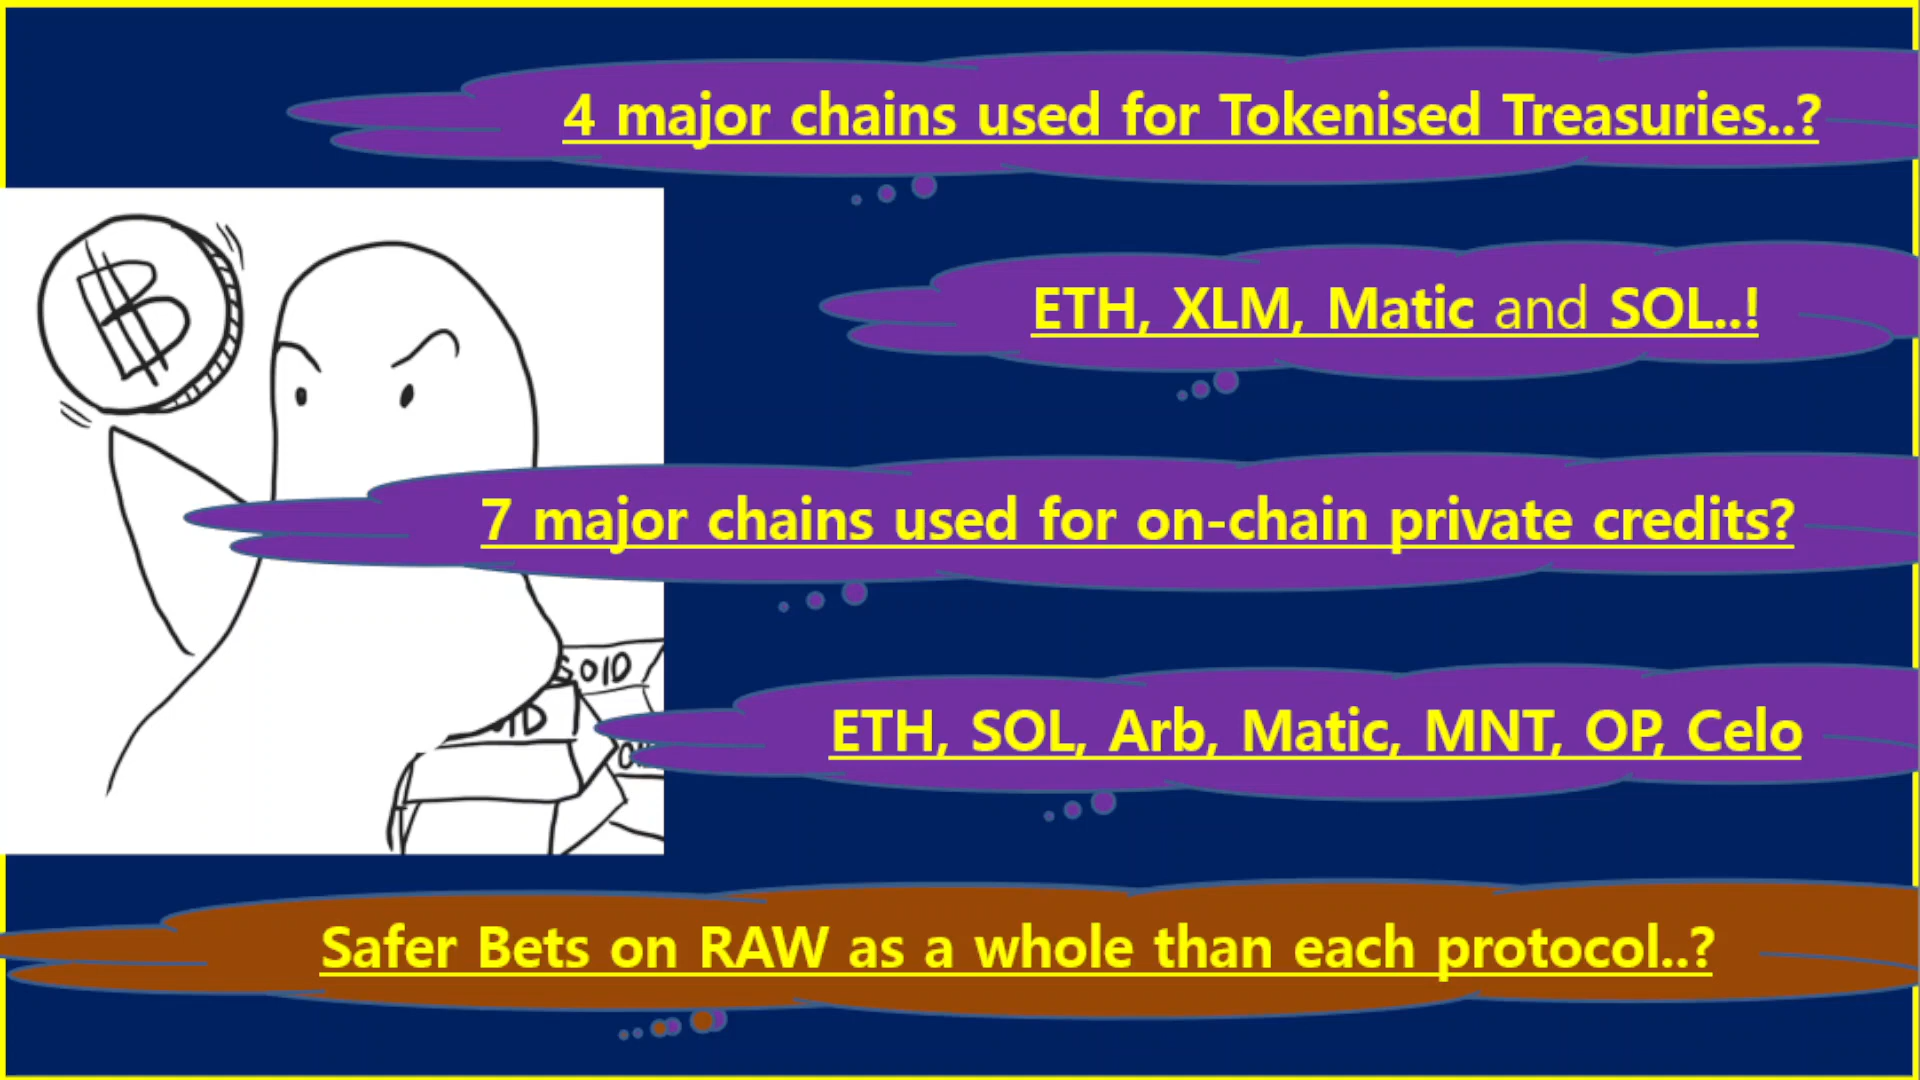 4 major chains used for Tokenised Treasuries..?
ETH, XLM, Matic and SOL..!
7 major chains used for on-chain private credits?
SOLD
ETH, SOL, Arb, Matic, MNT, OP, Celo
Safer Bets on RAW as a whole than each protocol..?